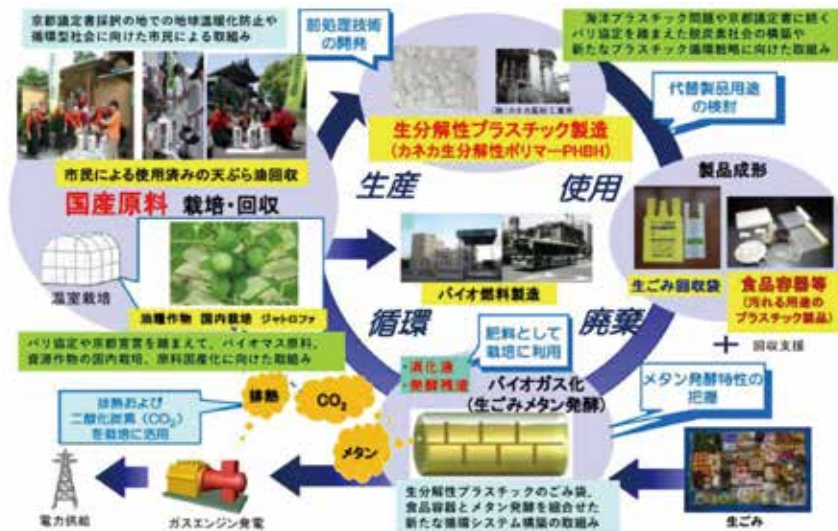 京都議定書採択の地での地球温暖化防止や
循環型社会に向けた市民による取組み
前処理技術
の開発
海洋プラスチック問題や京都議定書に続く
パリ協定を踏まえた脱炭素社会の構築や
新たなプラスチック循環戦略に向けた取組み
代替製品用途
の検討
生分解性プラスチック製造
(カネカ生分解性ポリマーPHBH)
市民による使用済みの天ぷら油回収
国産原料 栽培・回収
生産
使用
製品成形
温室栽培
油糧作物 国内栽培 ジャトロファ
バイオ燃料製造
生ごみ回収袋
食品容器等
(汚れる用途の
プラスチック製品)
循環
廃棄
+ 回収支援
パリ協定や京都宣言を踏まえて、バイオマス原料、
資源作物の国内栽培、原料国産化に向けた取組み
肥料として
栽培に利用
・消化液
・発酵残渣
バイオガス化
(生ごみメタン発酵)
メタン発酵特性の
把握
排熱および
二酸化炭素(CO₂)
を栽培に活用
排熱
CO₂
メタン
電力供給
ガスエンジン発電
生分解性プラスチックのごみ袋、
食品容器とメタン発酵を組合せた
新たな循環システム構築の取組み
生ごみ